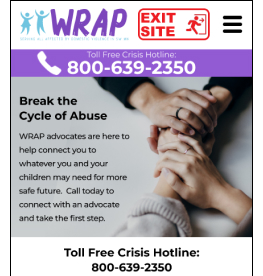 WRAP
EXIT
SITE
Toll Free Crisis Hotline:
800-639-2350
Break the
Cycle of Abuse
WRAP advocates are here to
help connect you to
whatever you and your
children may need for more
safe future. Call today to
connect with an advocate
and take the first step.
Toll Free Crisis Hotline:
800-639-2350